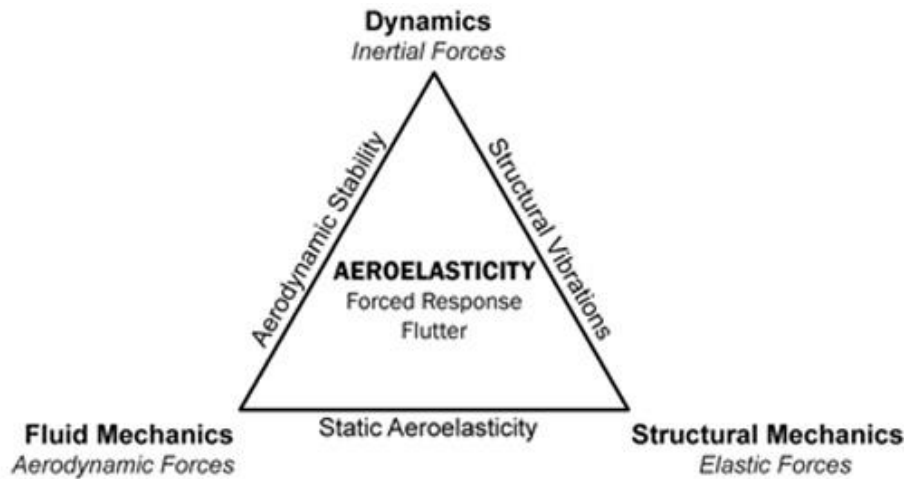 Dynamics
Inertial Forces
Aerodynamic Stability
Structural Vibrations
AEROELASTICITY
Forced Response
Flutter
Static Aeroelasticity
Fluid Mechanics
Aerodynamic Forces
Structural Mechanics
Elastic Forces